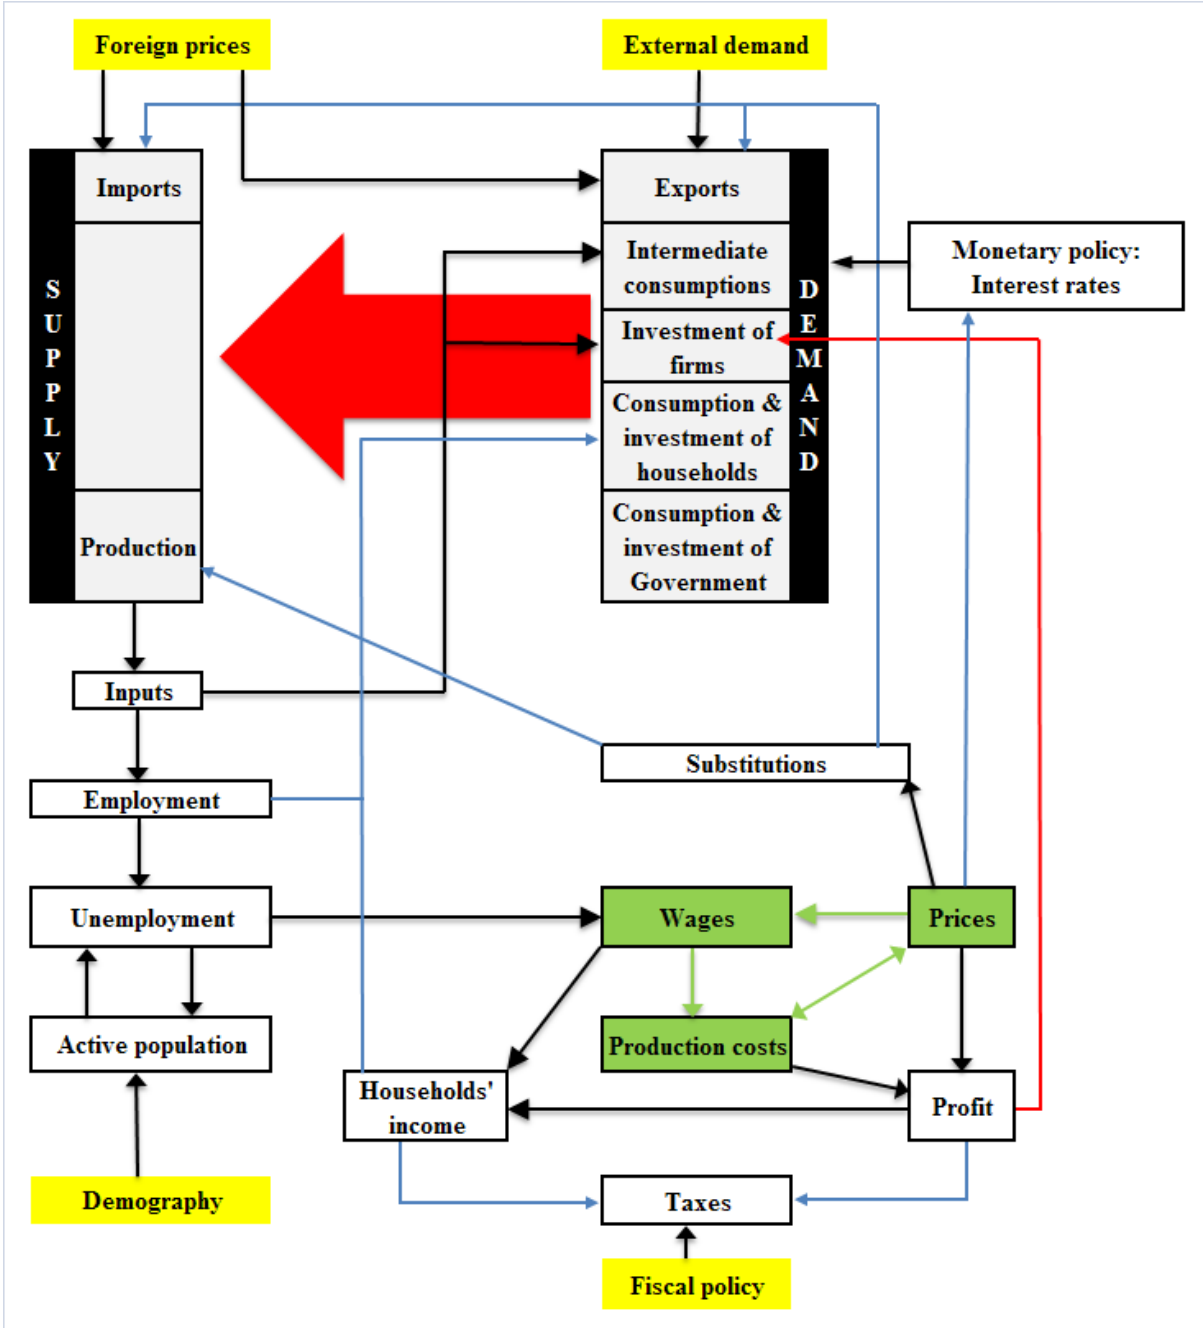 Foreign prices
External demand
SUPPLY
Imports
Production
Exports
Intermediate
consumptions
Investment of
firms
Consumption &
investment of
households
Consumption &
investment of
Government
DEMAND
Monetary policy:
Interest rates
Inputs
Substitutions
Employment
Unemployment
Wages
Prices
Active population
Production costs
Households'
income
Profit
Demography
Taxes
Fiscal policy